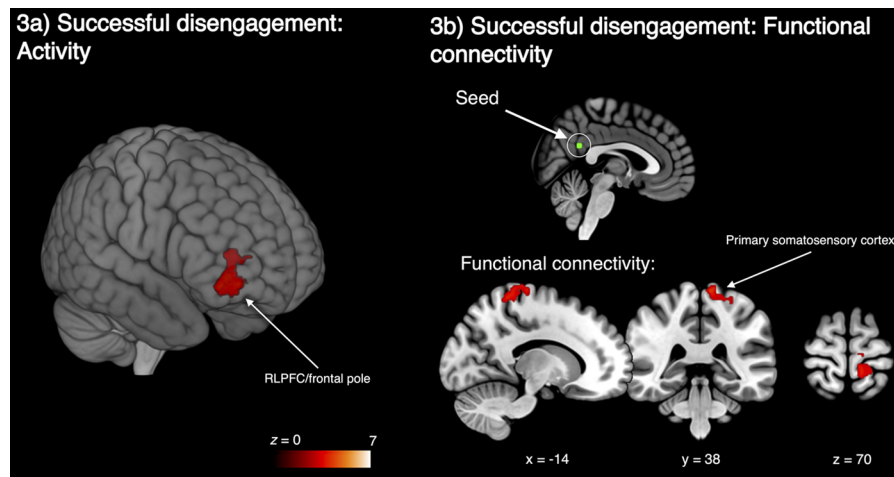 3a) Successful disengagement:
Activity
RLPFC/frontal pole
z = 0
7
3b) Successful disengagement: Functional
connectivity
Seed
Primary somatosensory cortex
Functional connectivity:
x = -14
y = 38
z = 70